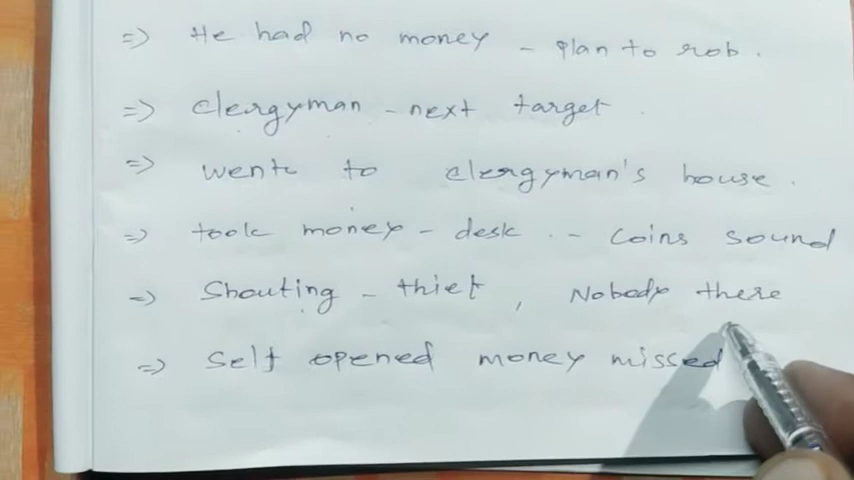 => He had no money - plan to rob.
=> clergyman - next target
=> went to clergyman's house.
=> took money - desk - coins sound
=> Shouting - thief, Nobody there
=> Self opened money missed